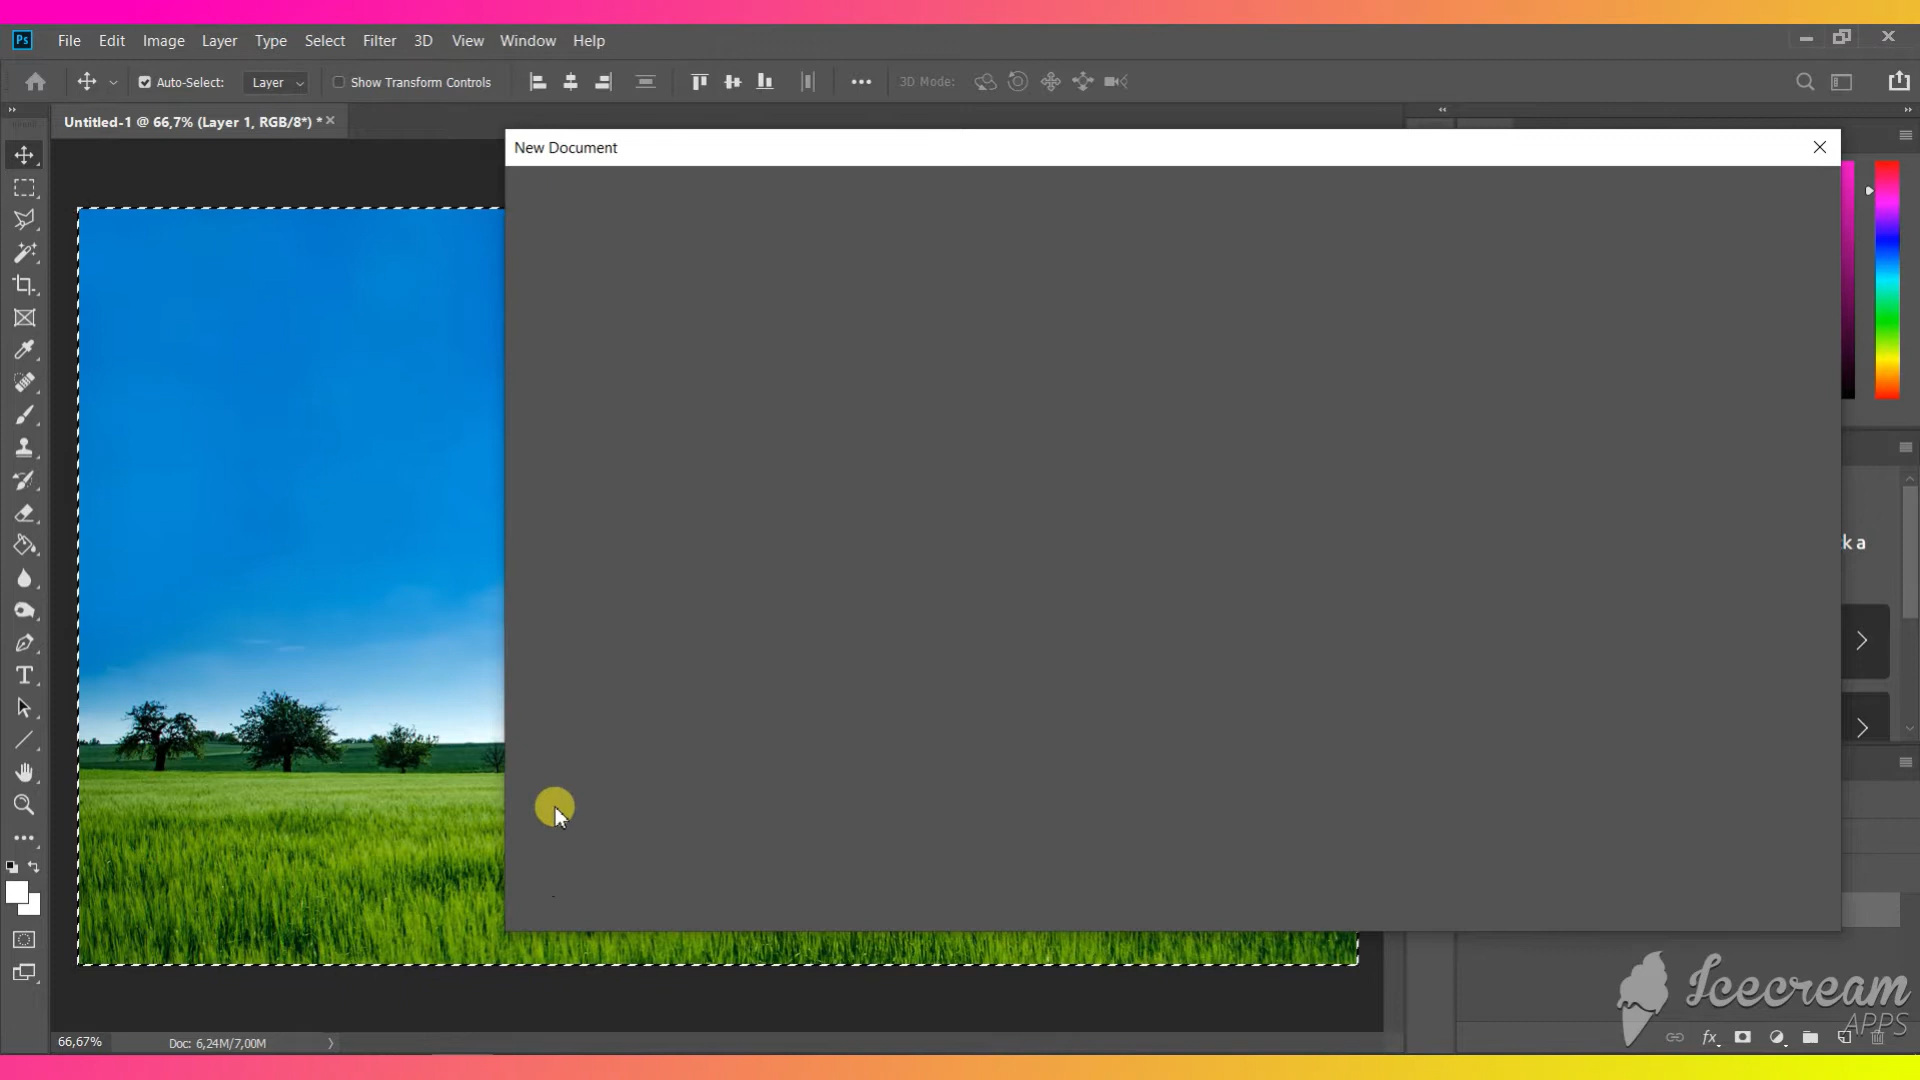 Ps File Edit Image Layer Type Select Filter 3D View Window Help
Auto-Select: Layer Show Transform Controls 3D Mode:
Untitled-1 @ 66,7% (Layer 1, RGB/8*) *
New Document
k a
66,67% Doc: 6,24M/7,00M
fx
Icecream
APPS